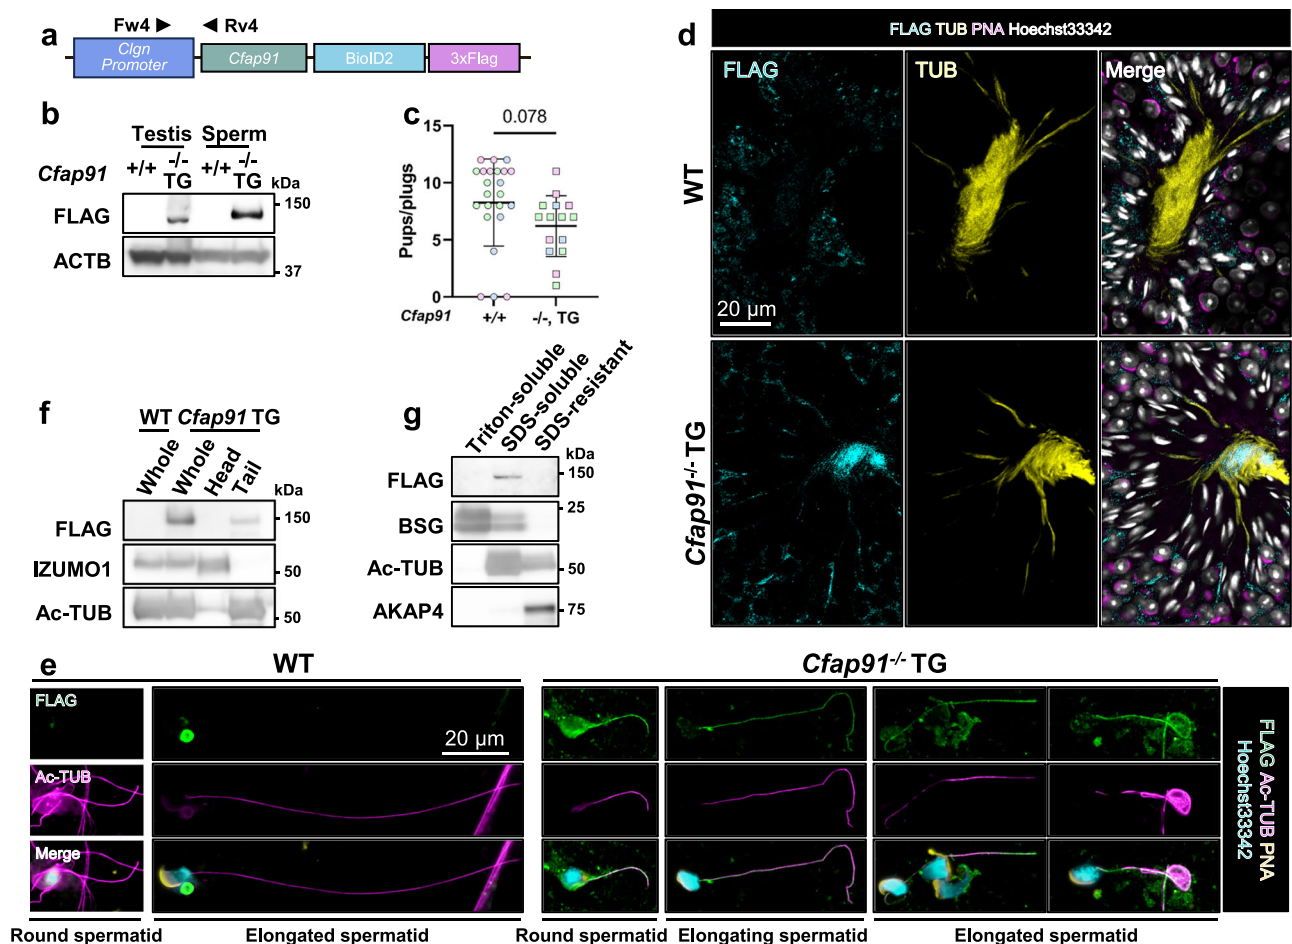 a
Fw4
Rv4
Clgn
Promoter
Cfap91
BioID2
3xFlag
b
Testis
Sperm
Cfap91
+/+
-/-
TG
+/+
-/-
TG
kDa
FLAG
150
ACTB
37
c
0.078
Pups/plugs
15
10
5
0
Cfap91
+/+
-/-, TG
d
FLAG TUB PNA Hoechst33342
FLAG
TUB
Merge
WT
20 μm
Cfap91-/- TG
f
WT
Cfap91 TG
Whole
Whole
Head
Tail
kDa
FLAG
150
IZUMO1
50
Ac-TUB
50
g
Triton-soluble
SDS-soluble
SDS-resistant
kDa
FLAG
150
25
BSG
Ac-TUB
50
AKAP4
75
e
WT
Cfap91-/- TG
FLAG
20 μm
Ac-TUB
Merge
FLAG Ac-TUB PNA
Hoechst33342
Round spermatid
Elongated spermatid
Round spermatid
Elongating spermatid
Elongated spermatid